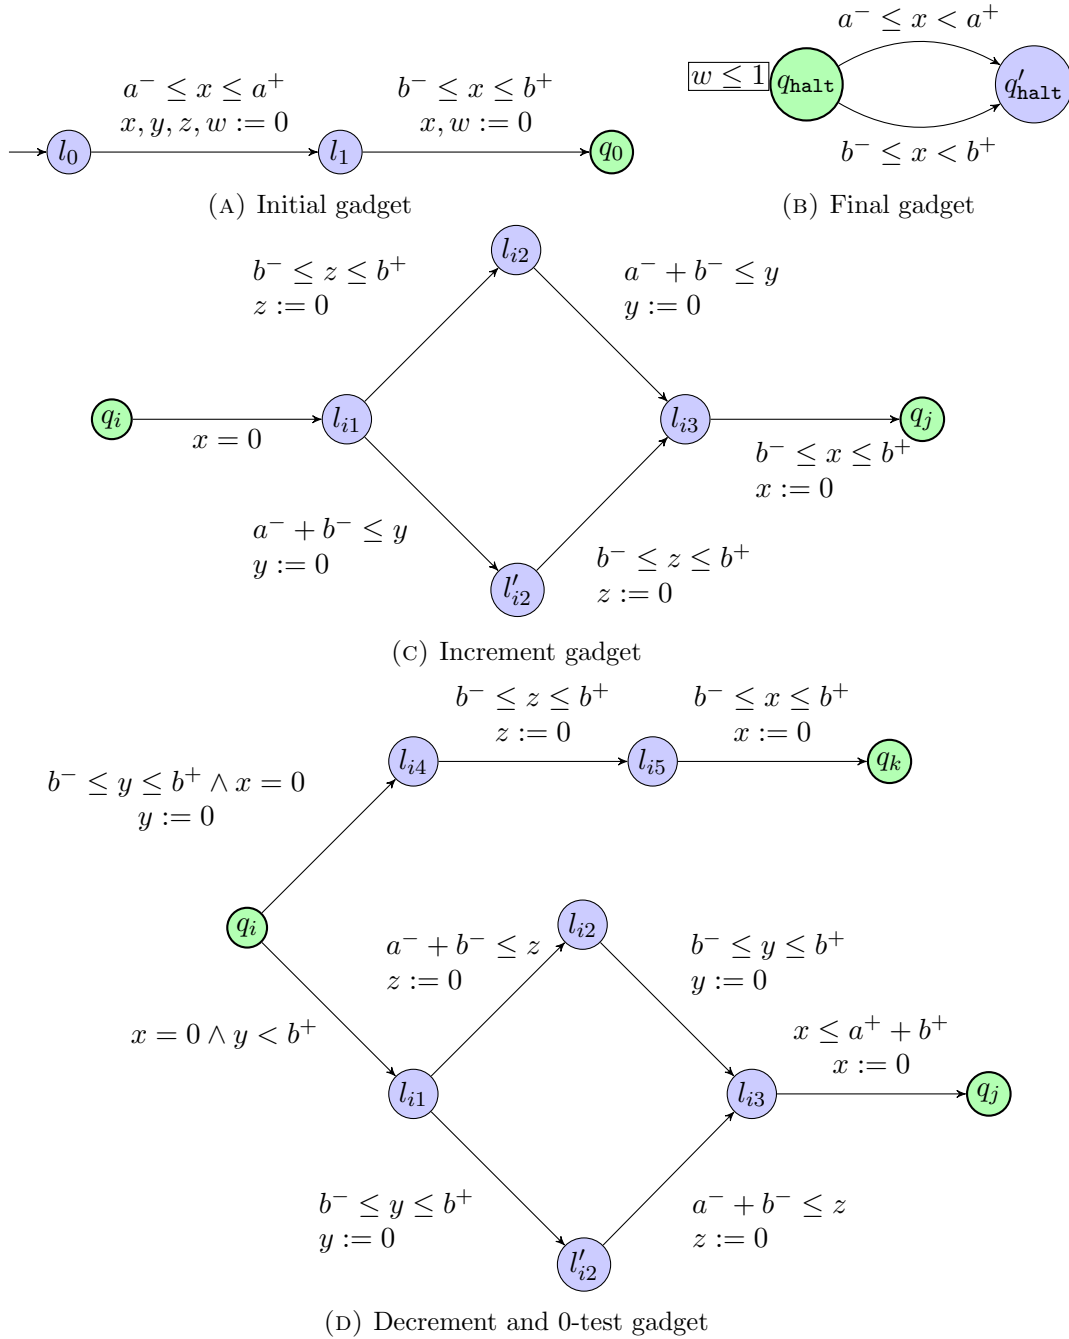 a⁻ ≤ x ≤ a⁺
x, y, z, w := 0
b⁻ ≤ x ≤ b⁺
x, w := 0
l₀
l₁
q₀
(A) Initial gadget
a⁻ ≤ x < a⁺
w ≤ 1
q_halt
q′_halt
b⁻ ≤ x < b⁺
(B) Final gadget
l_i2
b⁻ ≤ z ≤ b⁺
z := 0
a⁻ + b⁻ ≤ y
y := 0
q_i
x = 0
l_i1
l_i3
q_j
b⁻ ≤ x ≤ b⁺
x := 0
a⁻ + b⁻ ≤ y
y := 0
b⁻ ≤ z ≤ b⁺
z := 0
l′_i2
(C) Increment gadget
b⁻ ≤ z ≤ b⁺
z := 0
b⁻ ≤ x ≤ b⁺
x := 0
l_i4
l_i5
q_k
b⁻ ≤ y ≤ b⁺ ∧ x = 0
y := 0
q_i
l_i2
a⁻ + b⁻ ≤ z
z := 0
b⁻ ≤ y ≤ b⁺
y := 0
x = 0 ∧ y < b⁺
x ≤ a⁺ + b⁺
x := 0
l_i1
l_i3
q_j
b⁻ ≤ y ≤ b⁺
y := 0
a⁻ + b⁻ ≤ z
z := 0
l′_i2
(D) Decrement and 0-test gadget